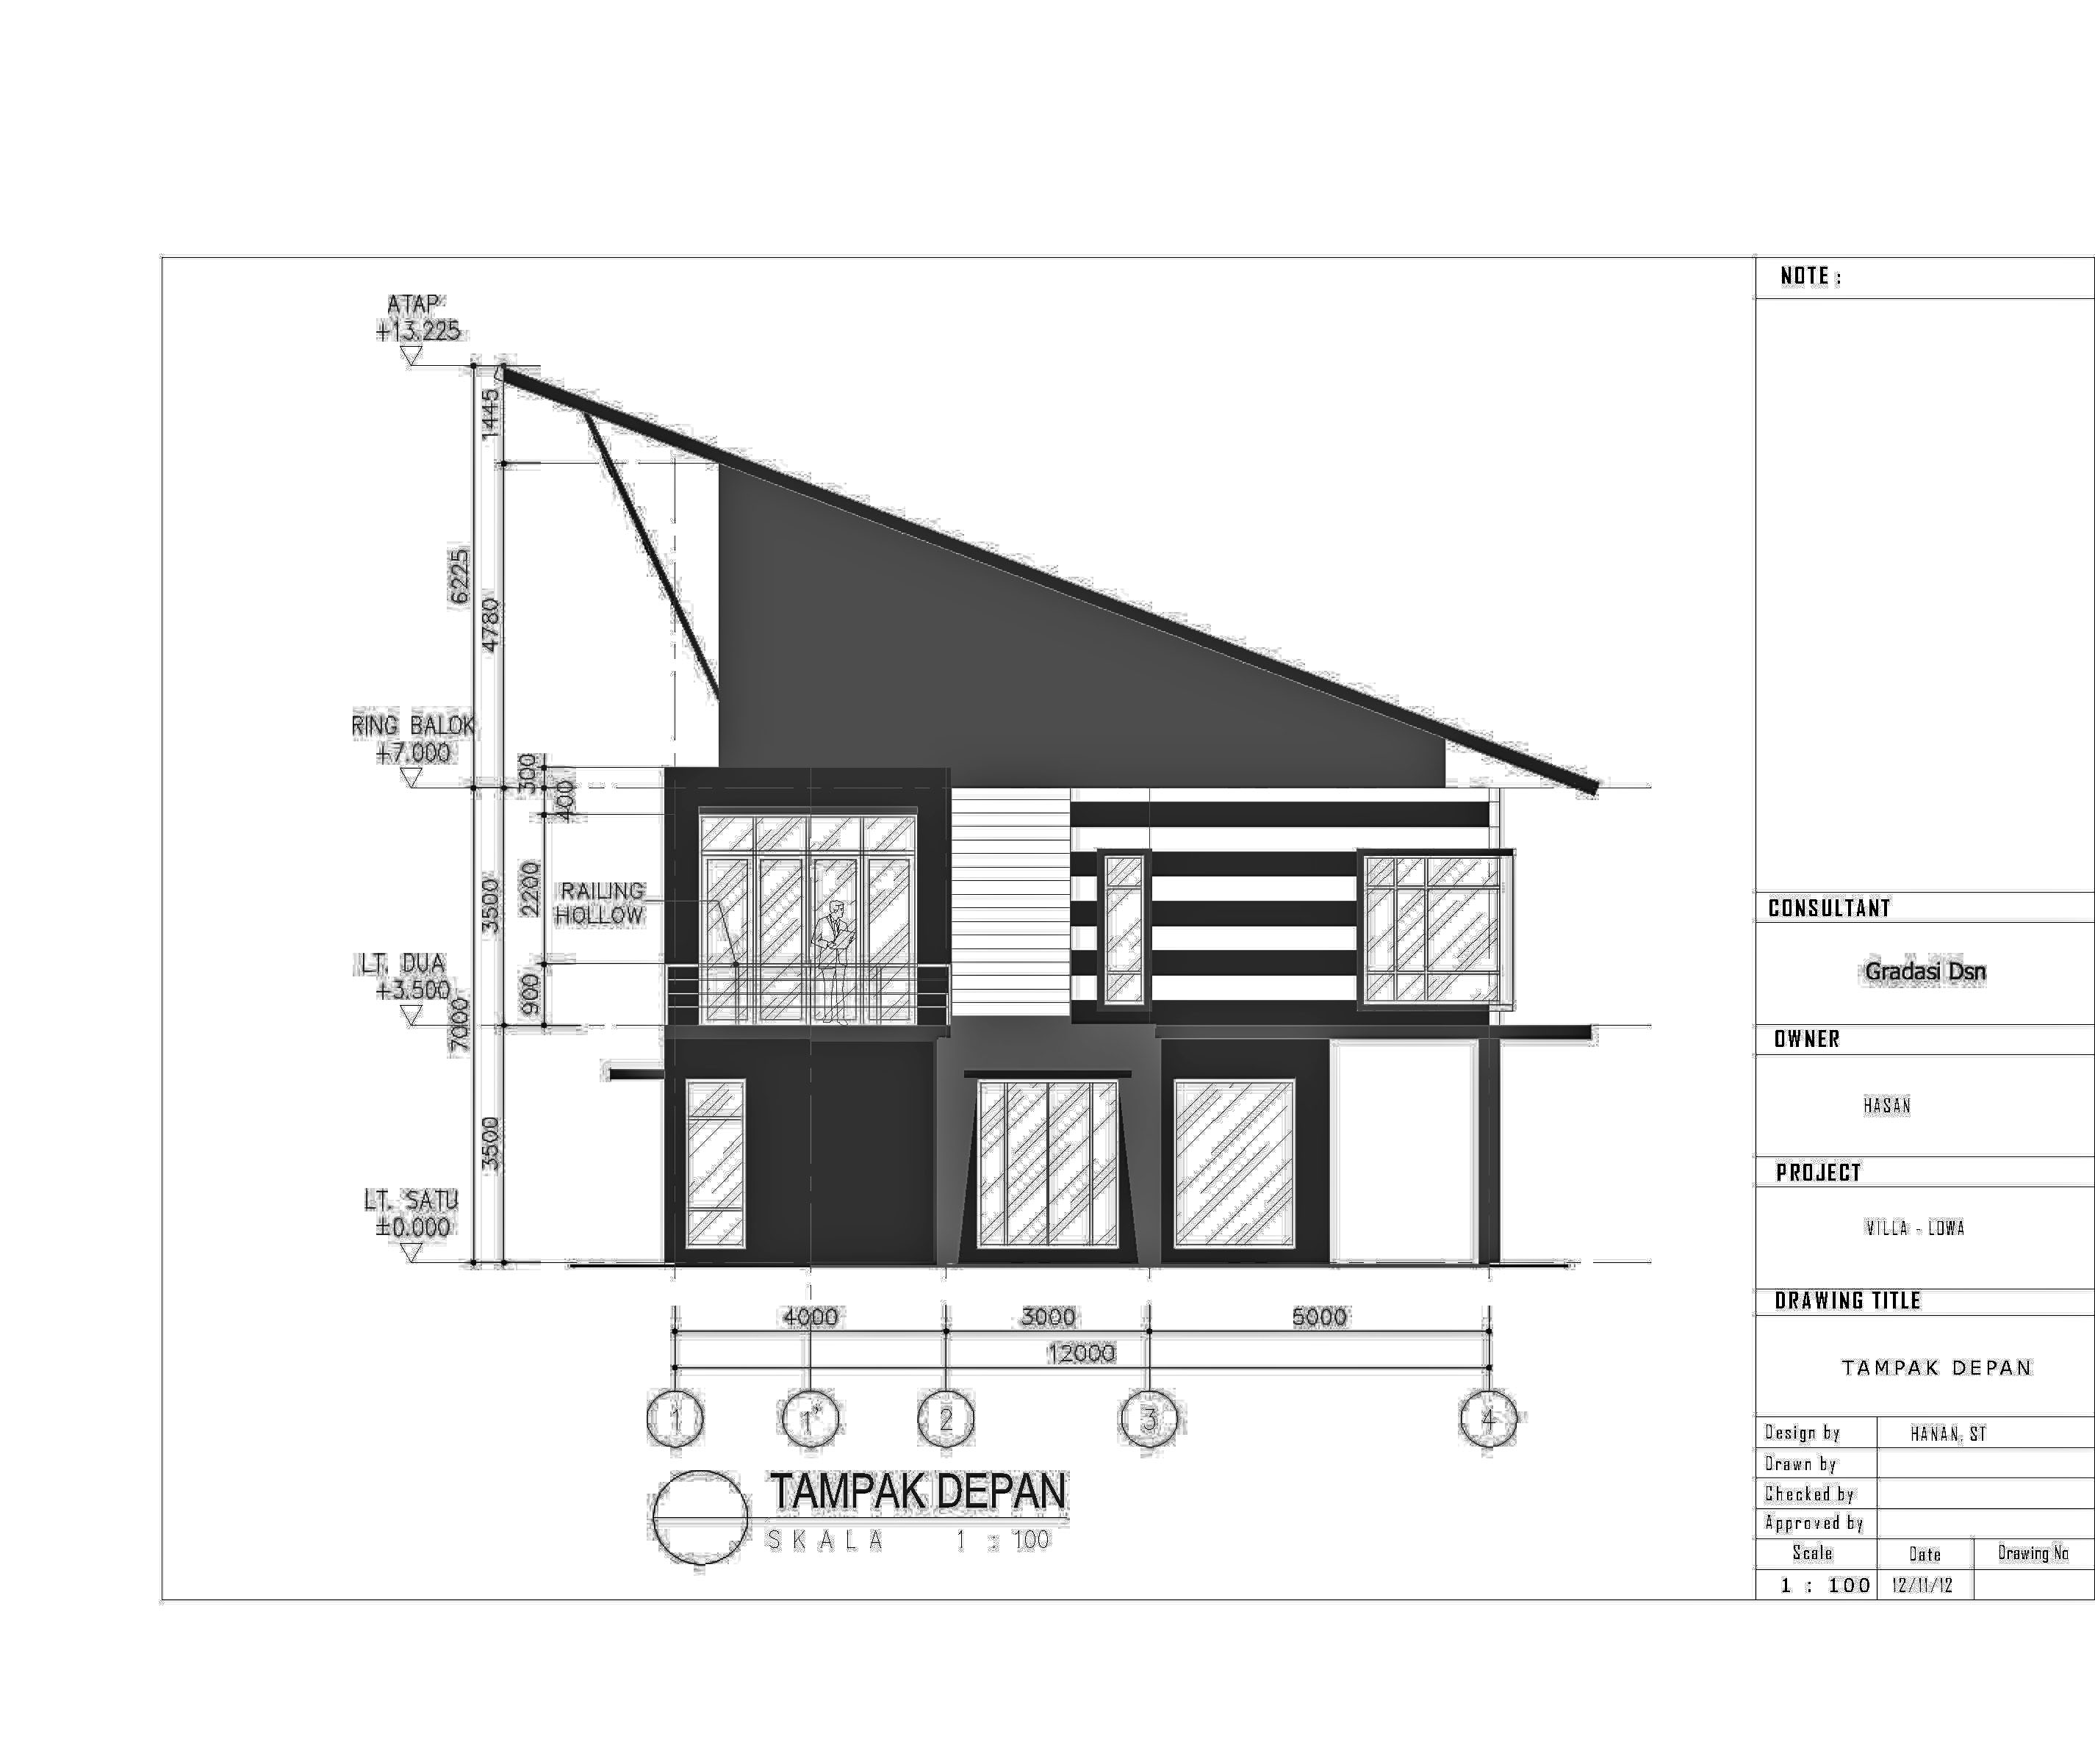 ATAP
+13.225
1445
6225
4780
RING BALOK
+7.000
300
400
2200
RAILING
HOLLOW
3500
LT. DUA
+3.500
900
7000
3500
LT. SATU
±0.000
4000
3000
5000
12000
1
1*
2
3
4
TAMPAK DEPAN
SKALA 1 : 100
NOTE :
CONSULTANT
Gradasi Dsn
OWNER
HASAN
PROJECT
VILLA - LOWA
DRAWING TITLE
TAMPAK DEPAN
Design by HANAN, ST
Drawn by
Checked by
Approved by
Scale Date Drawing No
1 : 100 12/11/12